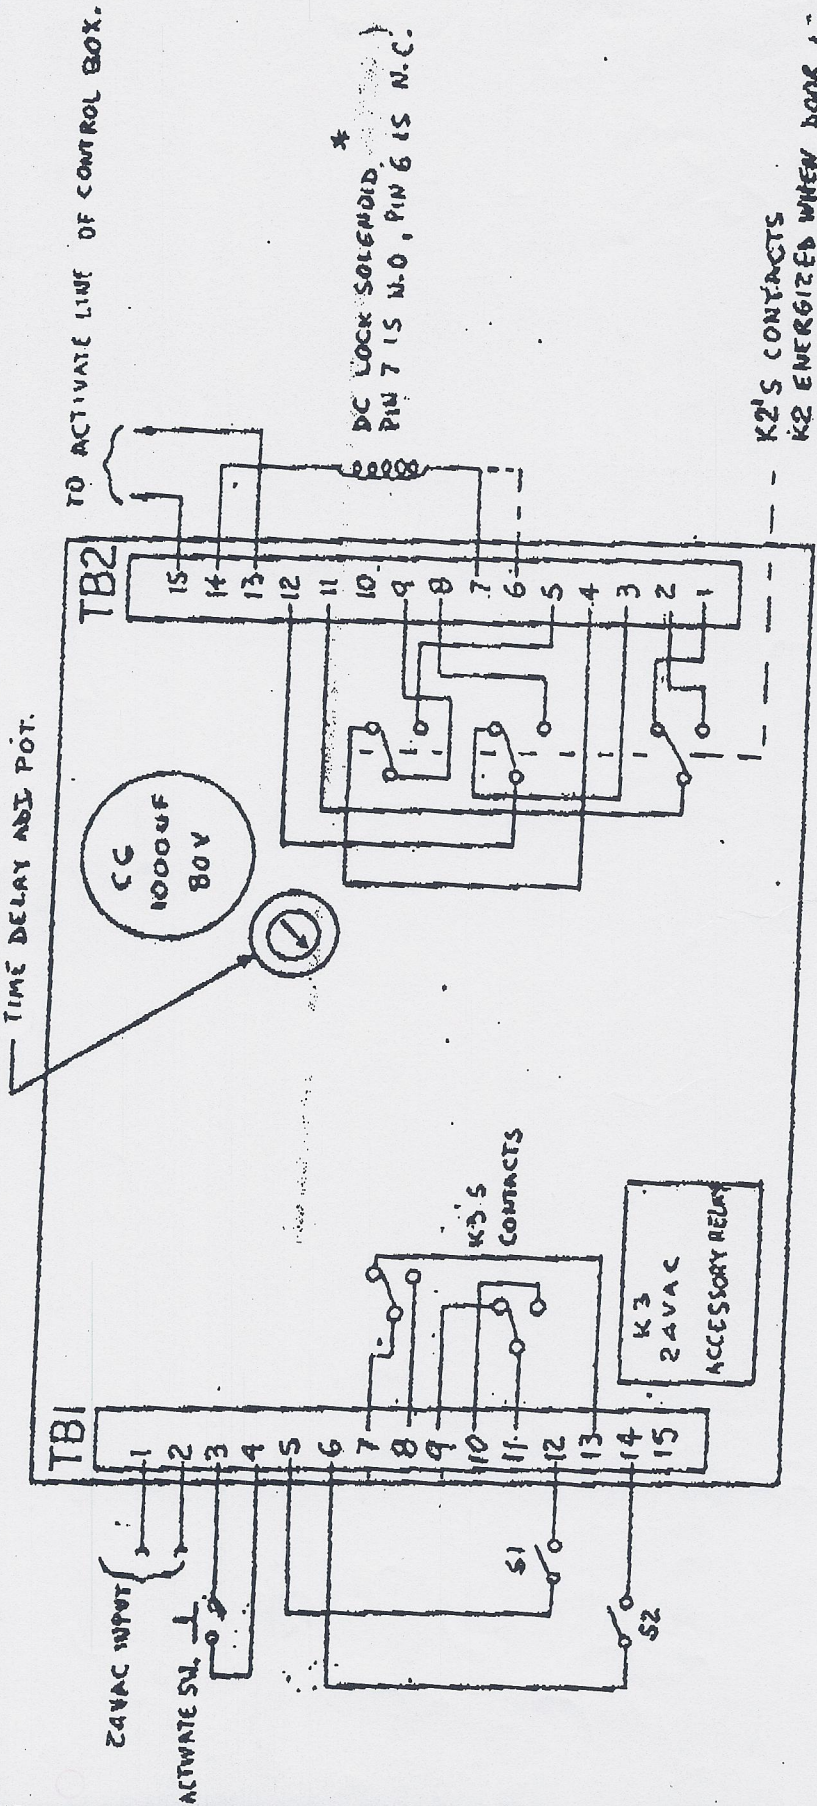 TIME DELAY ADJ POT.
TO ACTIVATE LINE OF CONTROL BOX.
TB1
TB2
24VAC INPUT
ACTIVATE SW.
1
2
3
4
5
6
7
8
9
10
11
12
13
14
15
S1
S2
K3'S
CONTACTS
K3
24VAC
ACCESSORY RELAY
C6
1000UF
80V
15
14
13
12
11
10
9
8
7
6
5
4
3
2
1
DC LOCK SOLENOID. *
PIN 7 IS N.O, PIN 6 IS N.C.
K2'S CONTACTS
K2 ENERGIZED WHEN DOOR